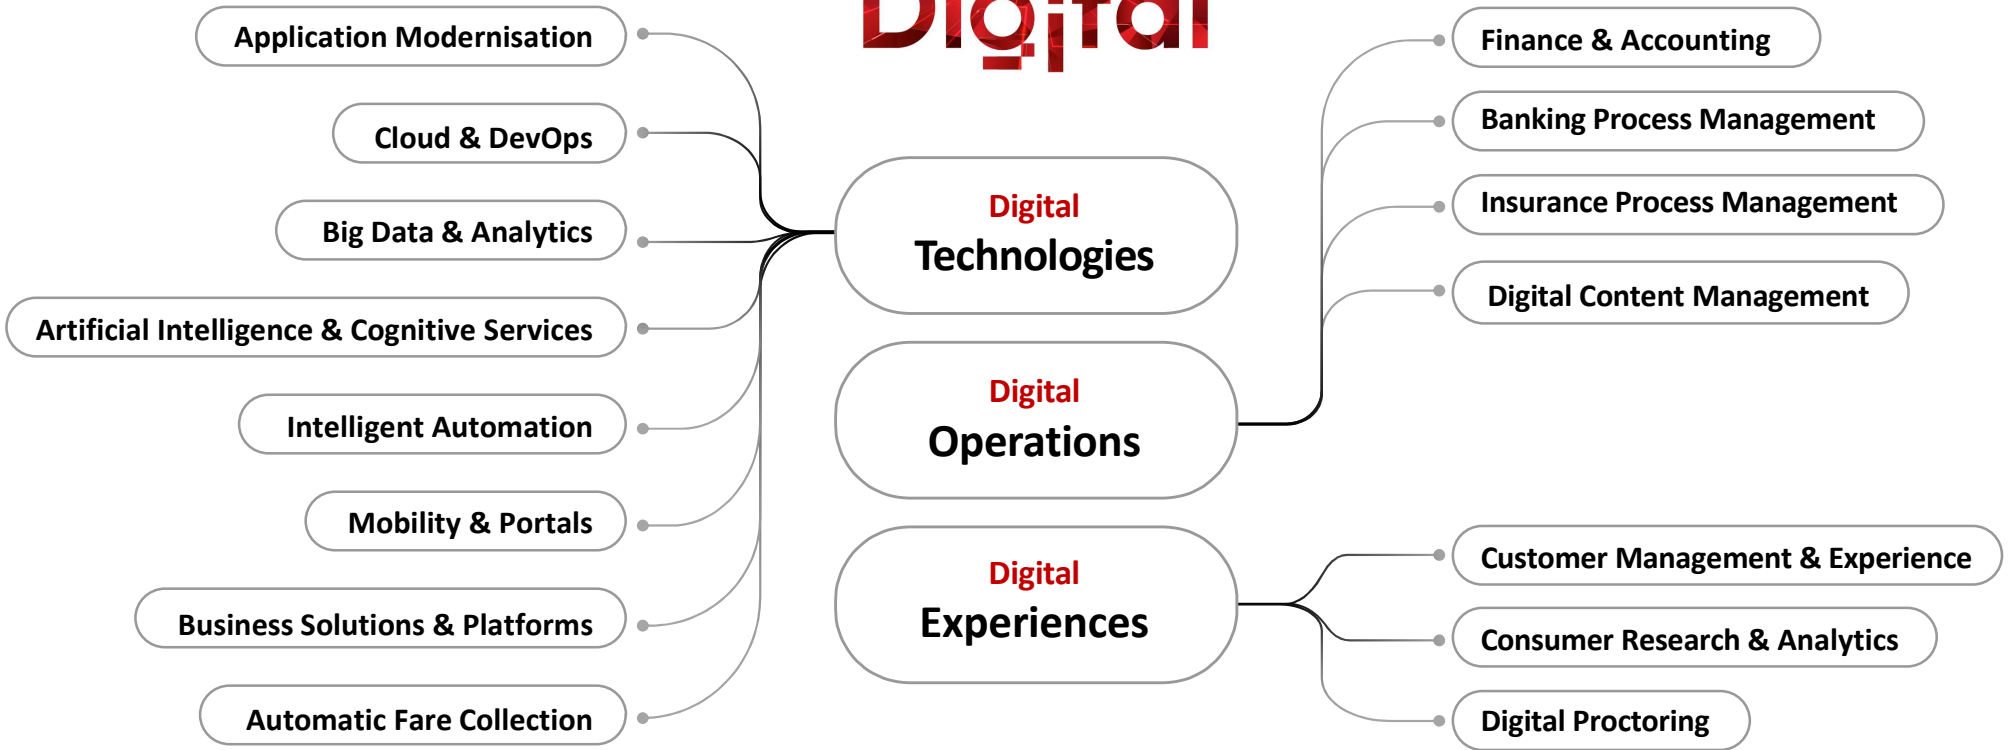 Digital
Application Modernisation
Cloud & DevOps
Big Data & Analytics
Artificial Intelligence & Cognitive Services
Intelligent Automation
Mobility & Portals
Business Solutions & Platforms
Automatic Fare Collection
Digital
Technologies
Digital
Operations
Digital
Experiences
Finance & Accounting
Banking Process Management
Insurance Process Management
Digital Content Management
Customer Management & Experience
Consumer Research & Analytics
Digital Proctoring